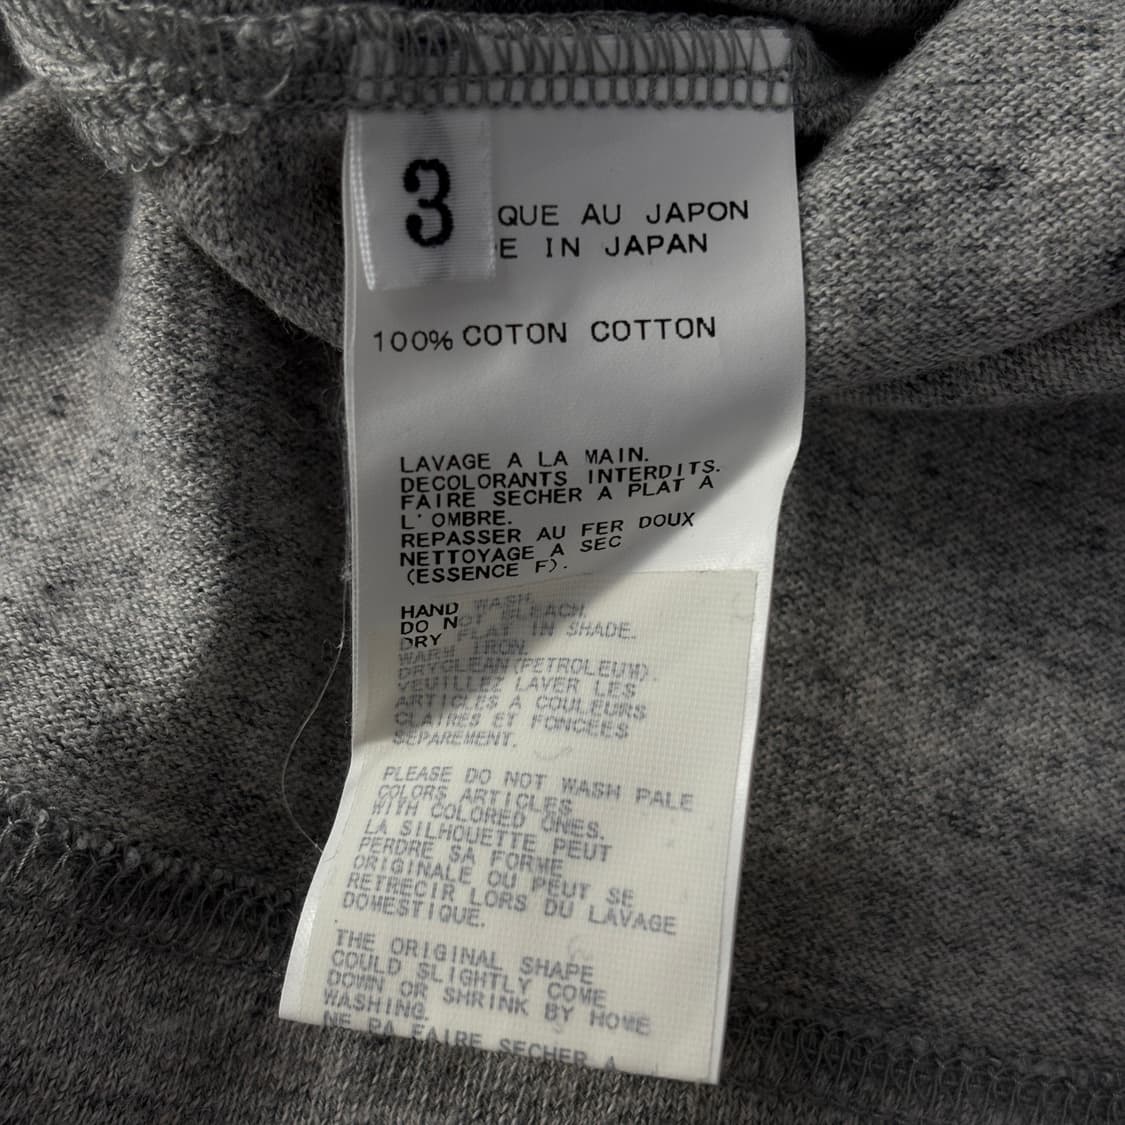 3
QUE AU JAPON
E IN JAPAN
100% COTON COTTON
LAVAGE A LA MAIN.
DECOLORANTS INTERDITS.
FAIRE SECHER A PLAT A
L'OMBRE.
REPASSER AU FER DOUX
NETTOYAGE A SEC
(ESSENCE F).
HAND WASH.
DO NOT BLEACH.
DRY FLAT IN SHADE.
WARM IRON.
DRYCLEAN(PETROLEUM).
VEUILLEZ LAVER LES
ARTICLES A COULEURS
CLAIRES ET FONCEES
SEPAREMENT.
PLEASE DO NOT WASH PALE
COLORS ARTICLES
WITH COLORED ONES.
LA SILHOUETTE PEUT
PERDRE SA FORME
ORIGINALE OU PEUT SE
RETRECIR LORS DU LAVAGE
DOMESTIQUE.
THE ORIGINAL SHAPE
COULD SLIGHTLY COME
DOWN OR SHRINK BY HOME
WASHING.
NE PA FAIRE SECHER A